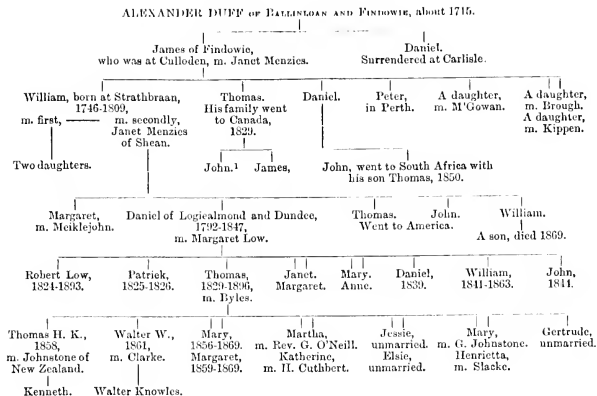 ALEXANDER DUFF OF BALLINLOAN AND FINDOWIE, about 1715.
James of Findowie,
who was at Culloden, m. Janet Menzies.
Daniel.
Surrendered at Carlisle.
William, born at Strathbraan,
1746-1809,
m. first, m. secondly,
Janet Menzies
of Shean.
Two daughters.
Thomas.
His family went
to Canada,
1829.
John.¹ James,
Daniel.
John, went to South Africa with
his son Thomas, 1850.
Peter,
in Perth.
A daughter,
m. M'Gowan.
A daughter,
m. Brough.
A daughter,
m. Kippen.
Margaret,
m. Meiklejohn.
Daniel of Logiealmond and Dundee,
1792-1847,
m. Margaret Low.
Thomas. John.
Went to America.
William.
A son, died 1869.
Robert Low,
1824-1893.
Patrick,
1825-1826.
Thomas,
1829-1896,
m. Byles.
Janet.
Margaret.
Mary.
Anne.
Daniel,
1839.
William,
1841-1863.
John,
1844.
Thomas H. K.,
1858,
m. Johnstone of
New Zealand.
Kenneth.
Walter W.,
1861,
m. Clarke.
Walter Knowles.
Mary,
1856-1869.
Margaret,
1859-1869.
Martha,
m. Rev. G. O'Neill.
Katherine,
m. H. Cuthbert.
Jessie,
unmarried.
Elsie,
unmarried.
Mary,
m. G. Johnstone.
Henrietta,
m. Slacke.
Gertrude,
unmarried.